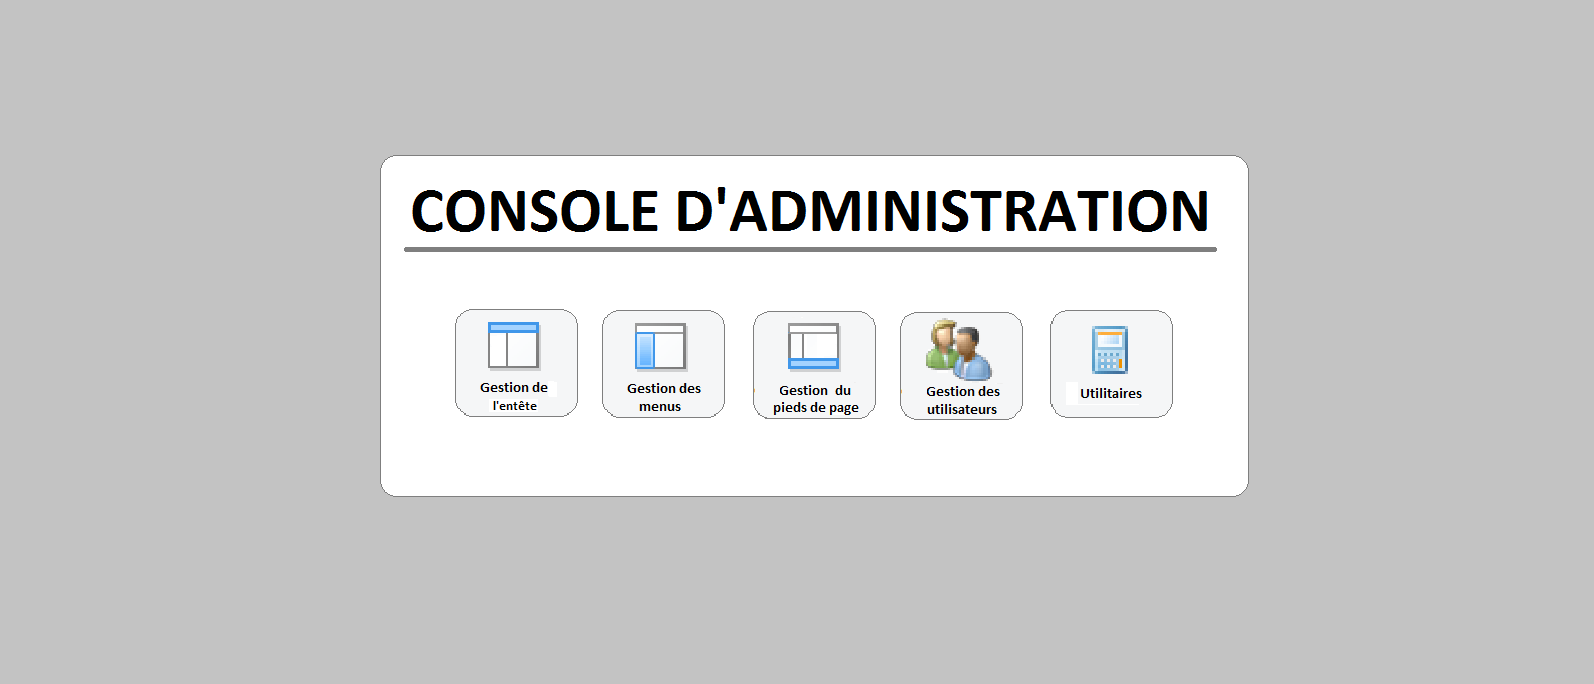 CONSOLE D'ADMINISTRATION
Gestion de
l'entête
Gestion des
menus
Gestion du
pieds de page
Gestion des
utilisateurs
Utilitaires